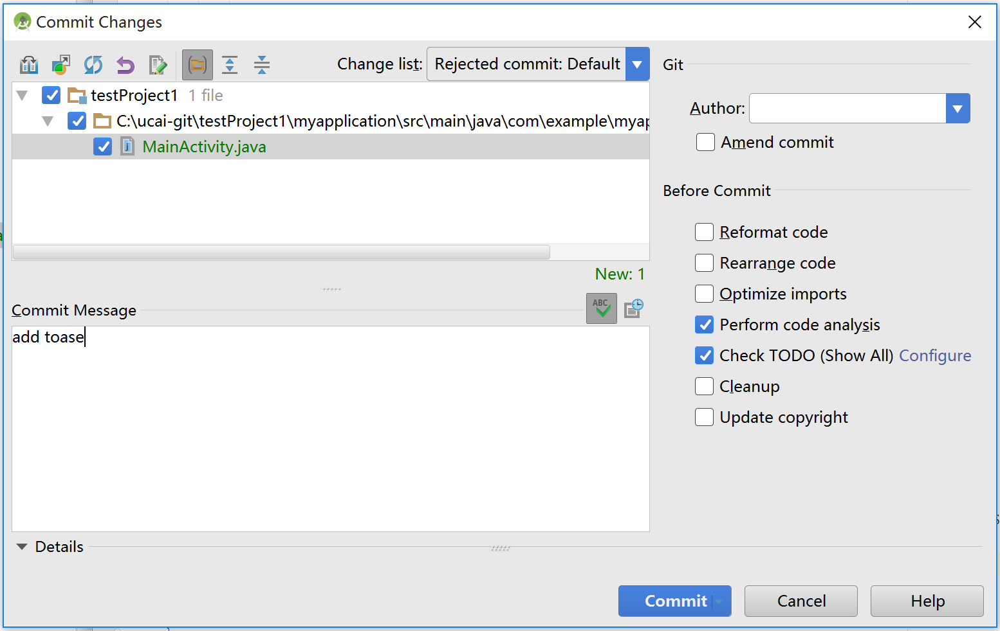 Commit Changes
Change list: Rejected commit: Default
testProject1 1 file
C:\ucai-git\testProject1\myapplication\src\main\java\com\example\myap
MainActivity.java
New: 1
Commit Message
ABC
add toase
Git
Author:
Amend commit
Before Commit
Reformat code
Rearrange code
Optimize imports
Perform code analysis
Check TODO (Show All) Configure
Cleanup
Update copyright
Details
Commit
Cancel
Help